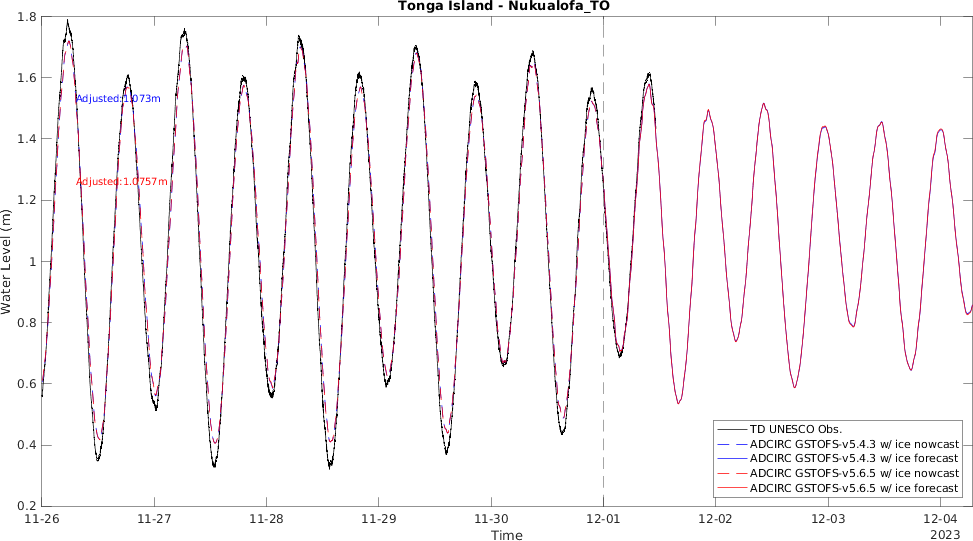 Tonga Island - Nukualofa_TO
1.8
1.6
1.4
1.2
1
0.8
0.6
0.4
0.2
Water Level (m)
Adjusted:1.073m
Adjusted:1.0757m
TD UNESCO Obs.
ADCIRC GSTOFS-v5.4.3 w/ ice nowcast
ADCIRC GSTOFS-v5.4.3 w/ ice forecast
ADCIRC GSTOFS-v5.6.5 w/ ice nowcast
ADCIRC GSTOFS-v5.6.5 w/ ice forecast
11-26 11-27 11-28 11-29 11-30 12-01 12-02 12-03 12-04
Time
2023